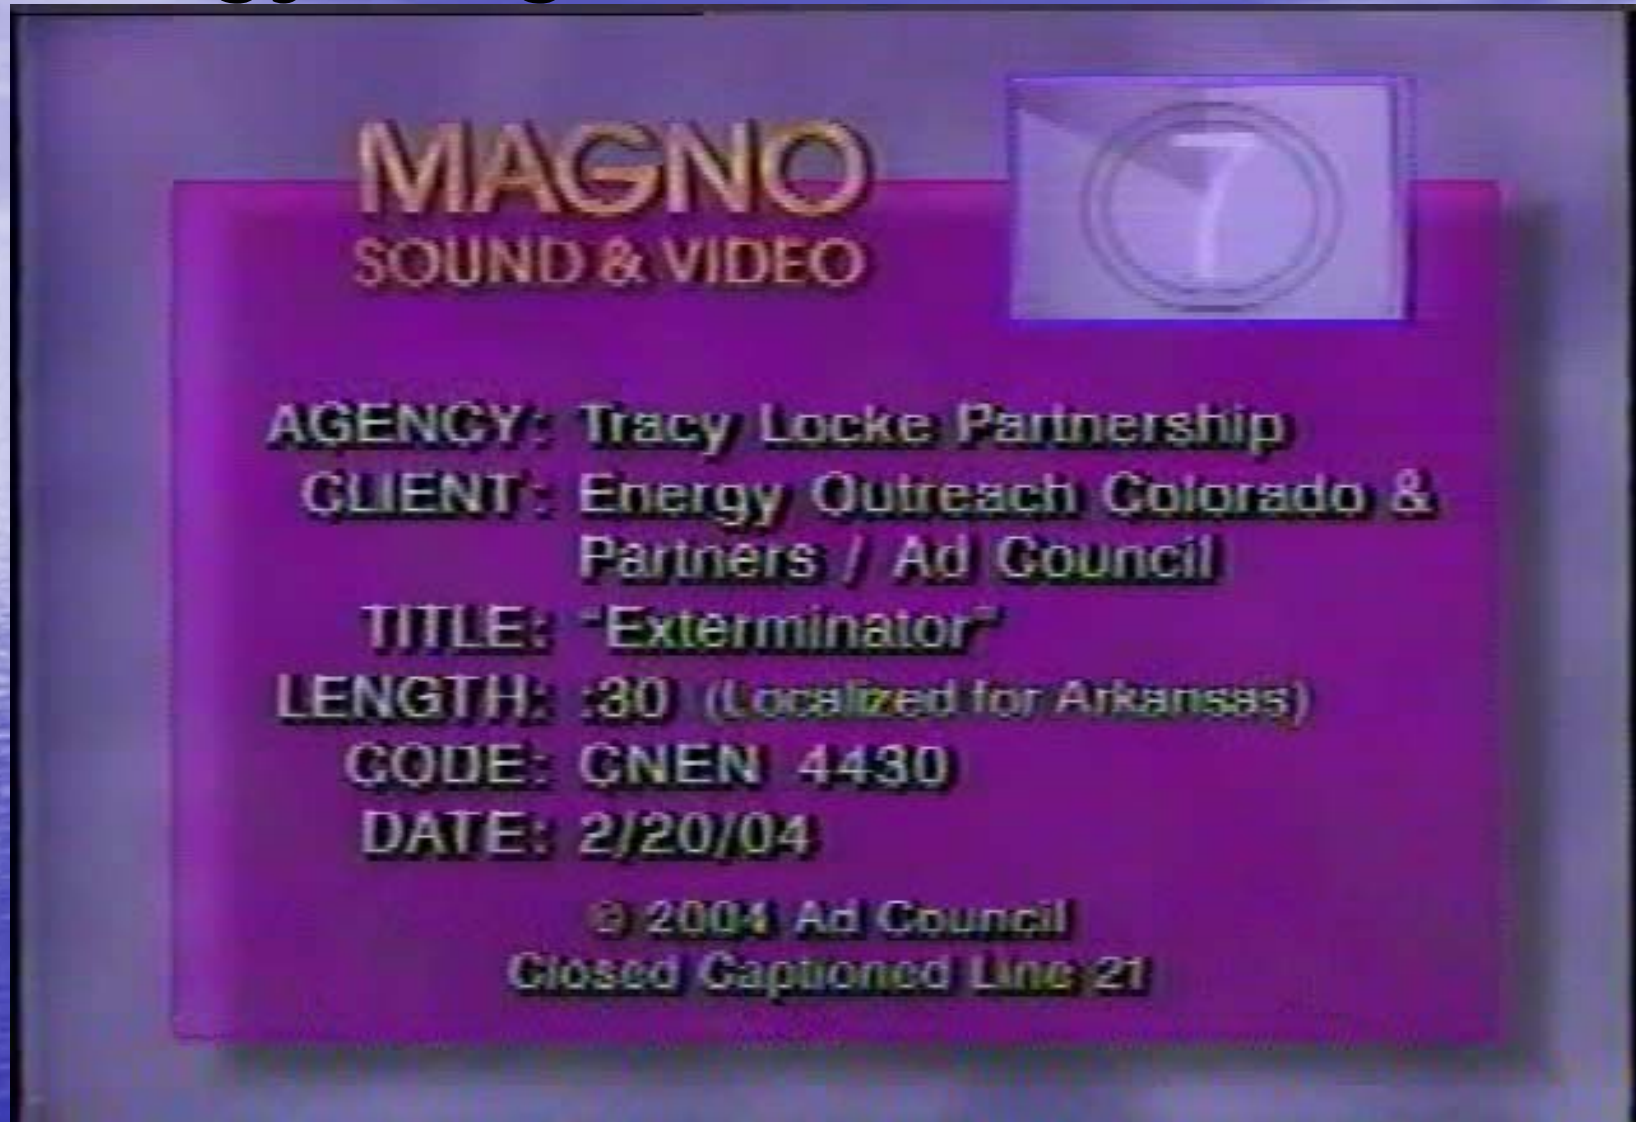 MAGNO
7
SOUND & VIDEO
AGENCY: Tracy Locke Partnership
CLIENT: Energy Outreach Colorado &
Partners / Ad Council
TITLE: "Exterminator"
LENGTH: :30 (Localized for Arkansas)
CODE: CNEN 4430
DATE: 2/20/04
© 2004 Ad Council
Closed Captioned Line 21